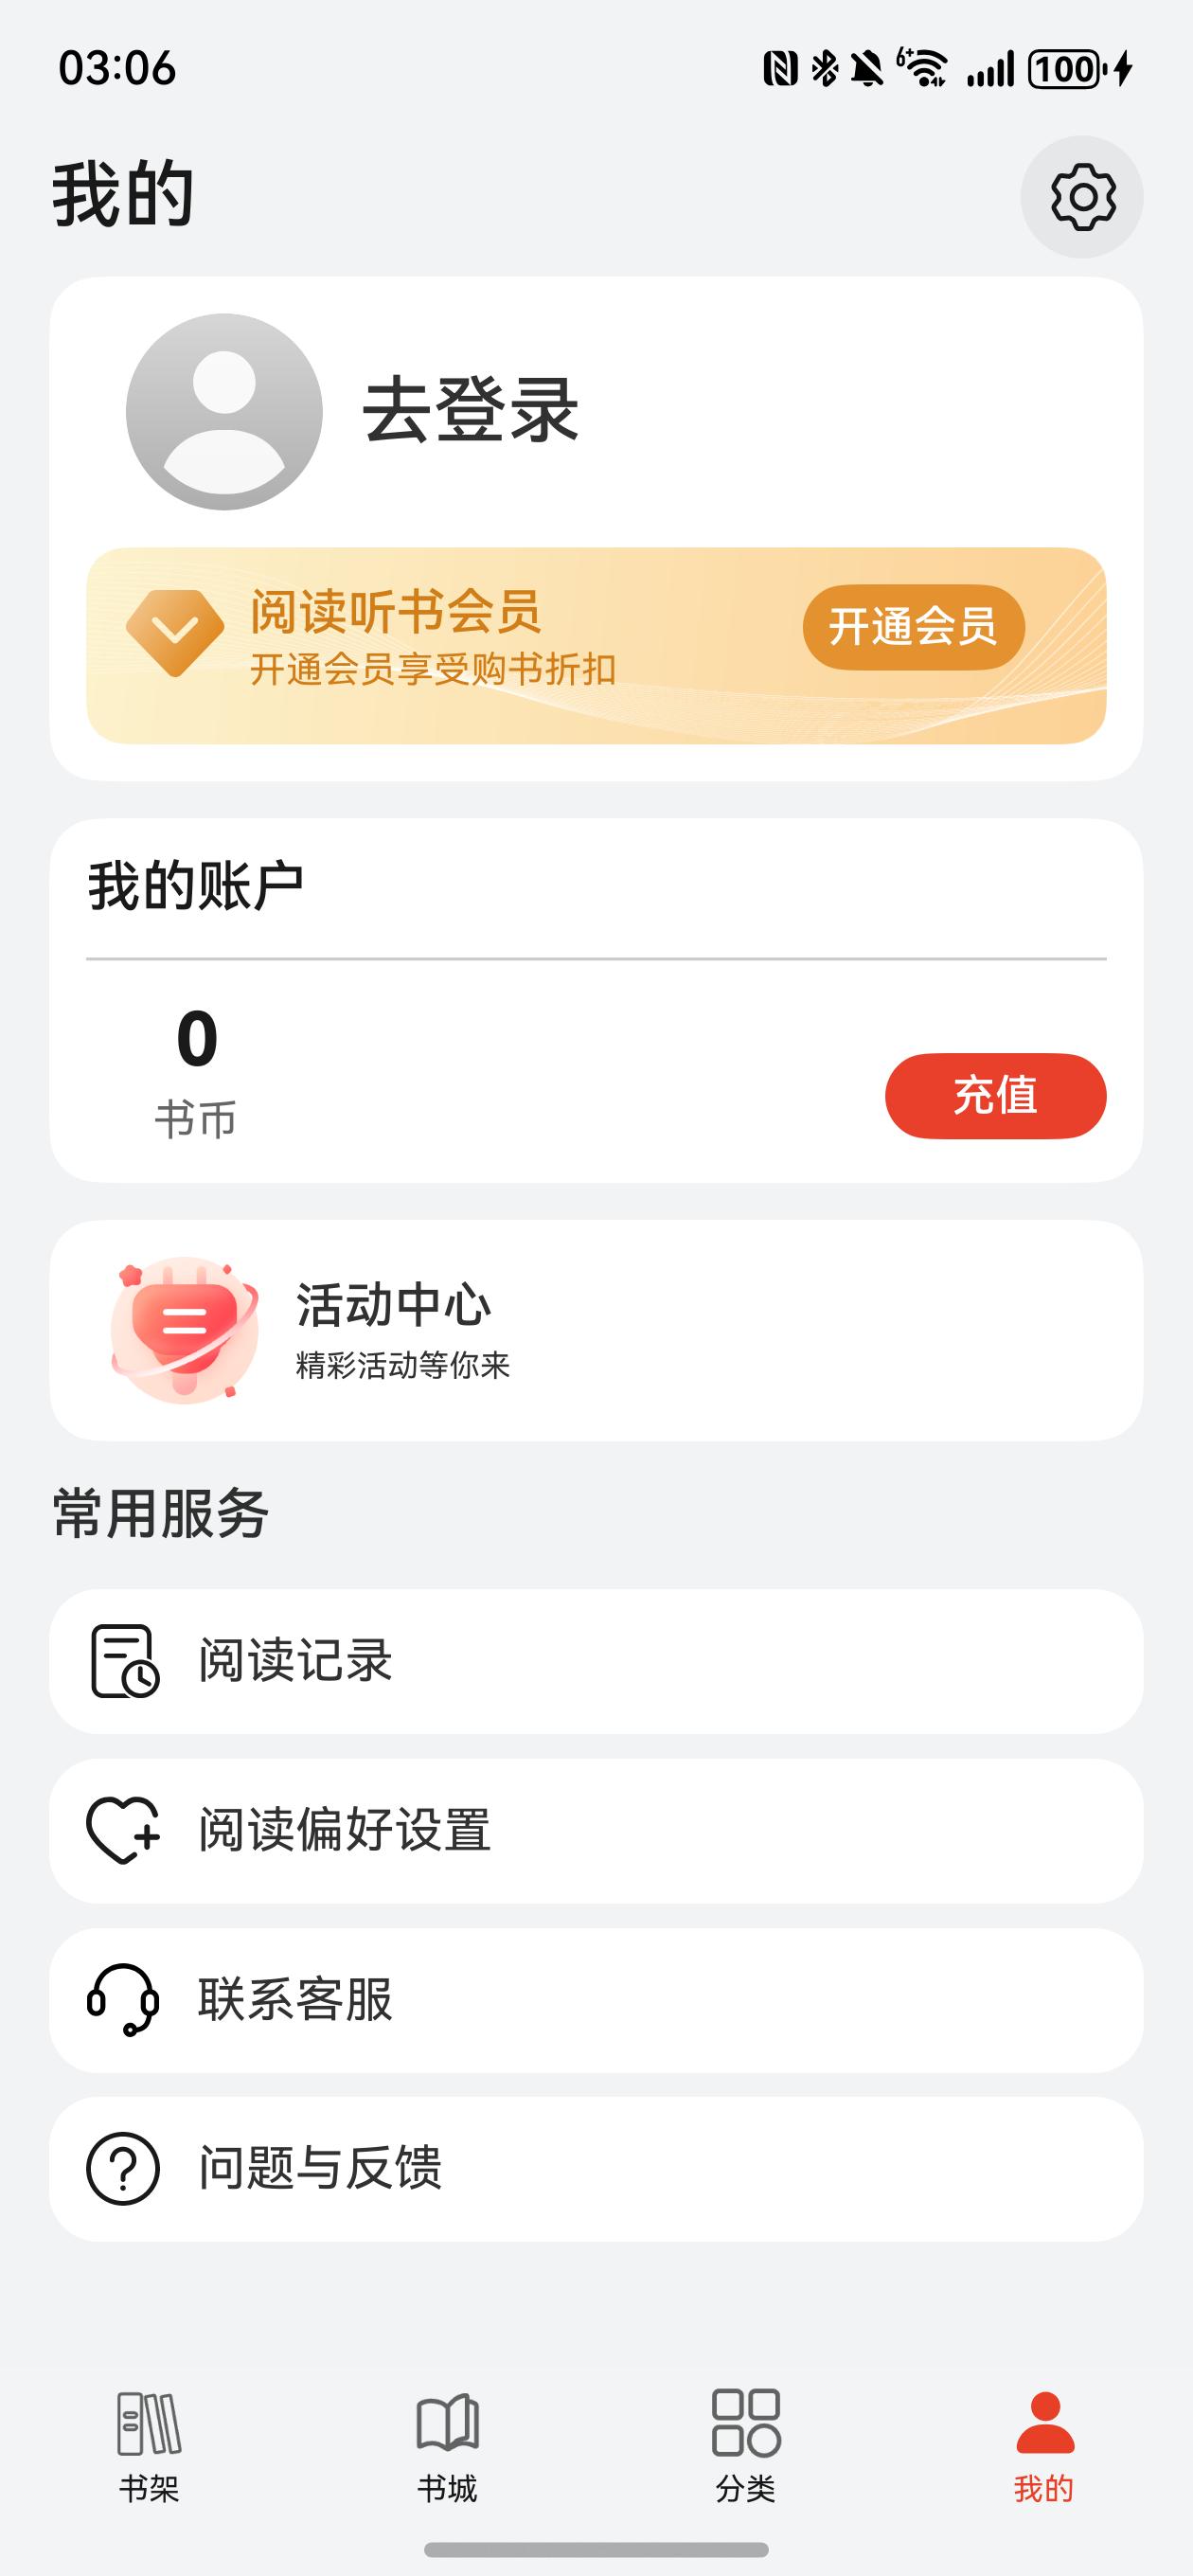 03:06
6+
100
我的
去登录
阅读听书会员
开通会员享受购书折扣
开通会员
我的账户
0
书币
充值
活动中心
精彩活动等你来
常用服务
阅读记录
阅读偏好设置
联系客服
问题与反馈
书架
书城
分类
我的